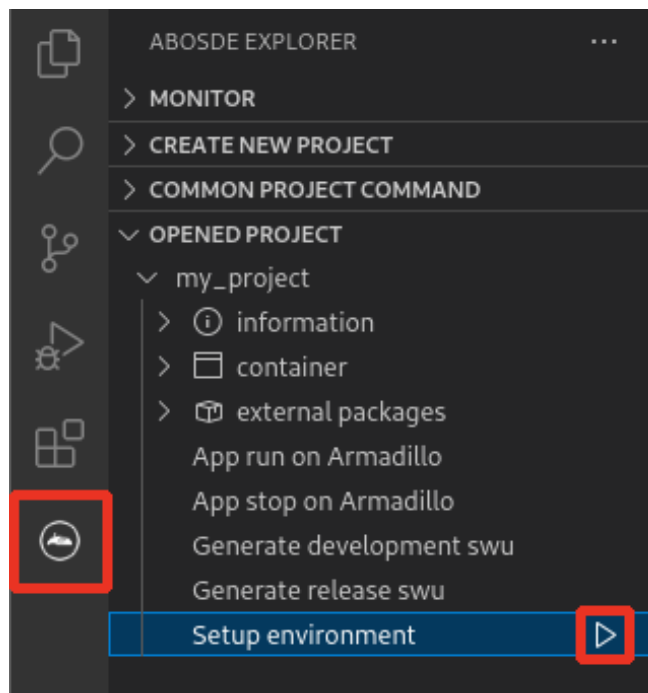 ABOSDE EXPLORER
MONITOR
CREATE NEW PROJECT
COMMON PROJECT COMMAND
OPENED PROJECT
my_project
information
container
external packages
App run on Armadillo
App stop on Armadillo
Generate development swu
Generate release swu
Setup environment